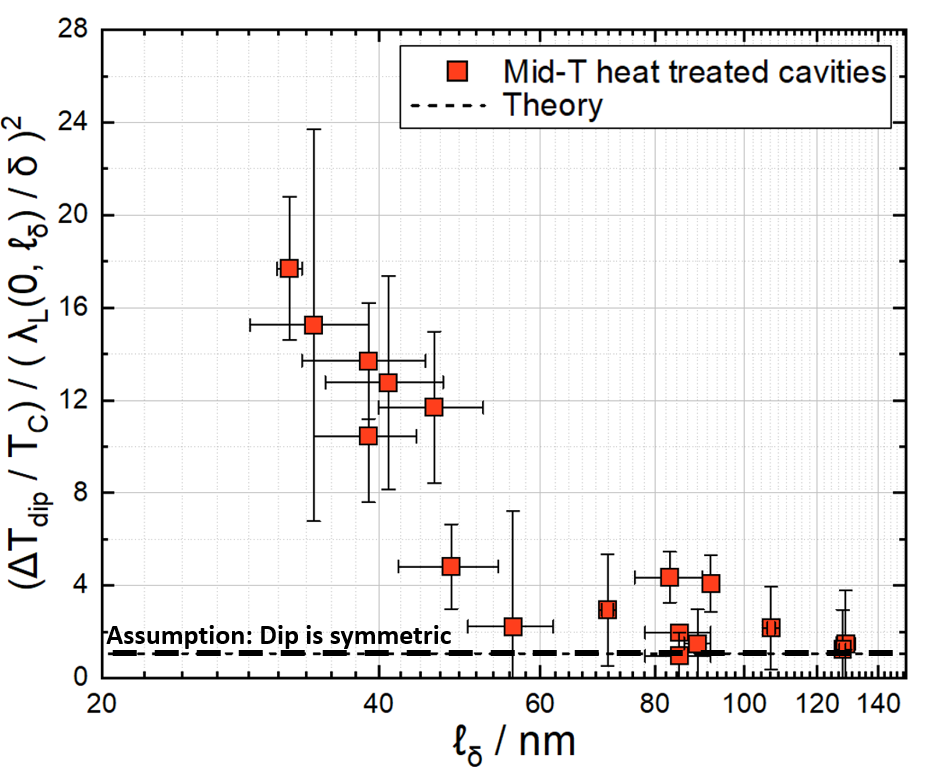 28
24
20
16
12
8
4
0
(ΔT_dip / T_C) / ( λ_L(0, ℓ_δ) / δ )²
Mid-T heat treated cavities
Theory
Assumption: Dip is symmetric
20 40 60 80 100 120 140
ℓ_δ / nm